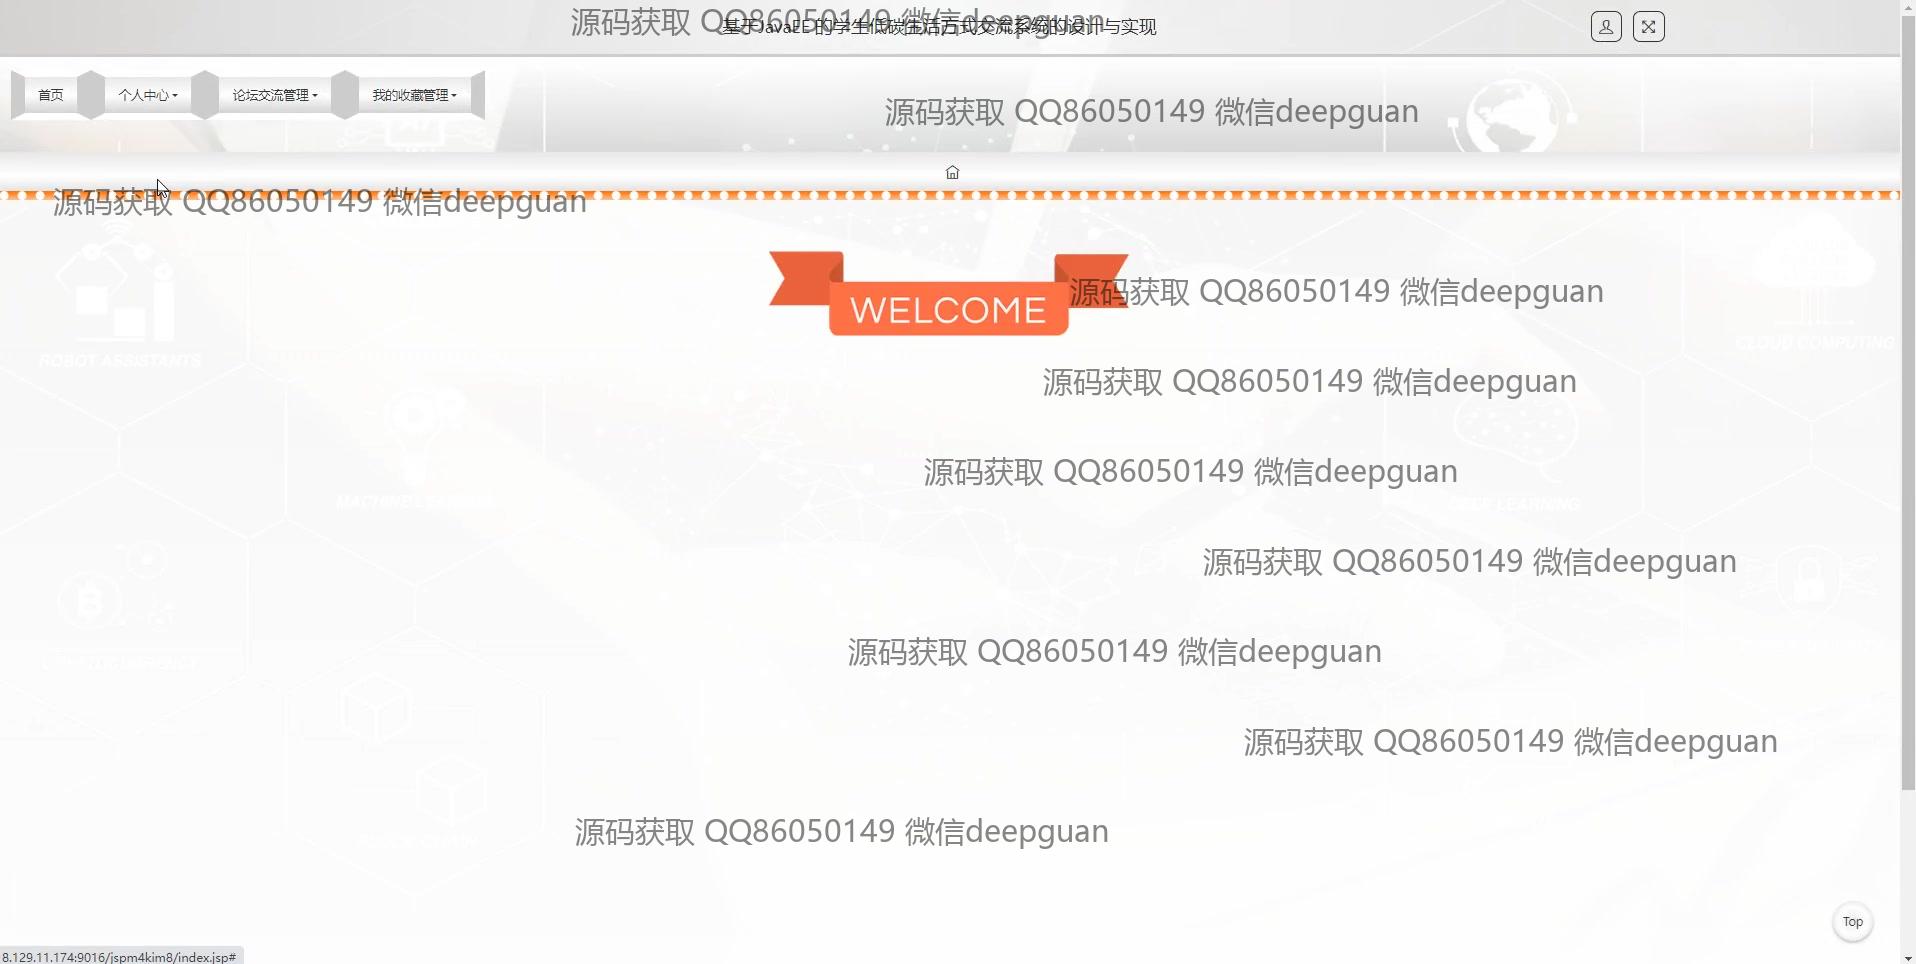 源码获取 QQ86050149 微信deepguan
基于JavaEE的学生低碳生活方式交流系统的设计与实现
首页
个人中心
论坛交流管理
我的收藏管理
源码获取 QQ86050149 微信deepguan
源码获取 QQ86050149 微信deepguan
WELCOME
源码获取 QQ86050149 微信deepguan
CLOUD COMPUTING
ROBOT ASSISTANTS
源码获取 QQ86050149 微信deepguan
源码获取 QQ86050149 微信deepguan
MACHINE LEARNING
DEEP LEARNING
源码获取 QQ86050149 微信deepguan
源码获取 QQ86050149 微信deepguan
源码获取 QQ86050149 微信deepguan
源码获取 QQ86050149 微信deepguan
Top
8.129.11.174:9016/jspm4kim8/index.jsp#